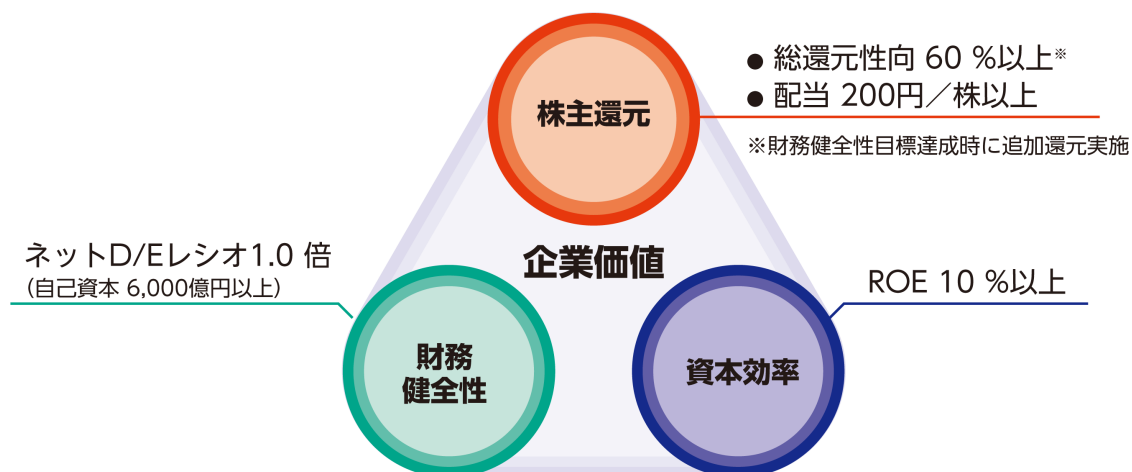 株主還元
● 総還元性向 60 %以上※
● 配当 200円／株以上
※財務健全性目標達成時に追加還元実施
企業価値
ネットD/Eレシオ1.0 倍
（自己資本 6,000億円以上）
ROE 10 %以上
財務
健全性
資本効率